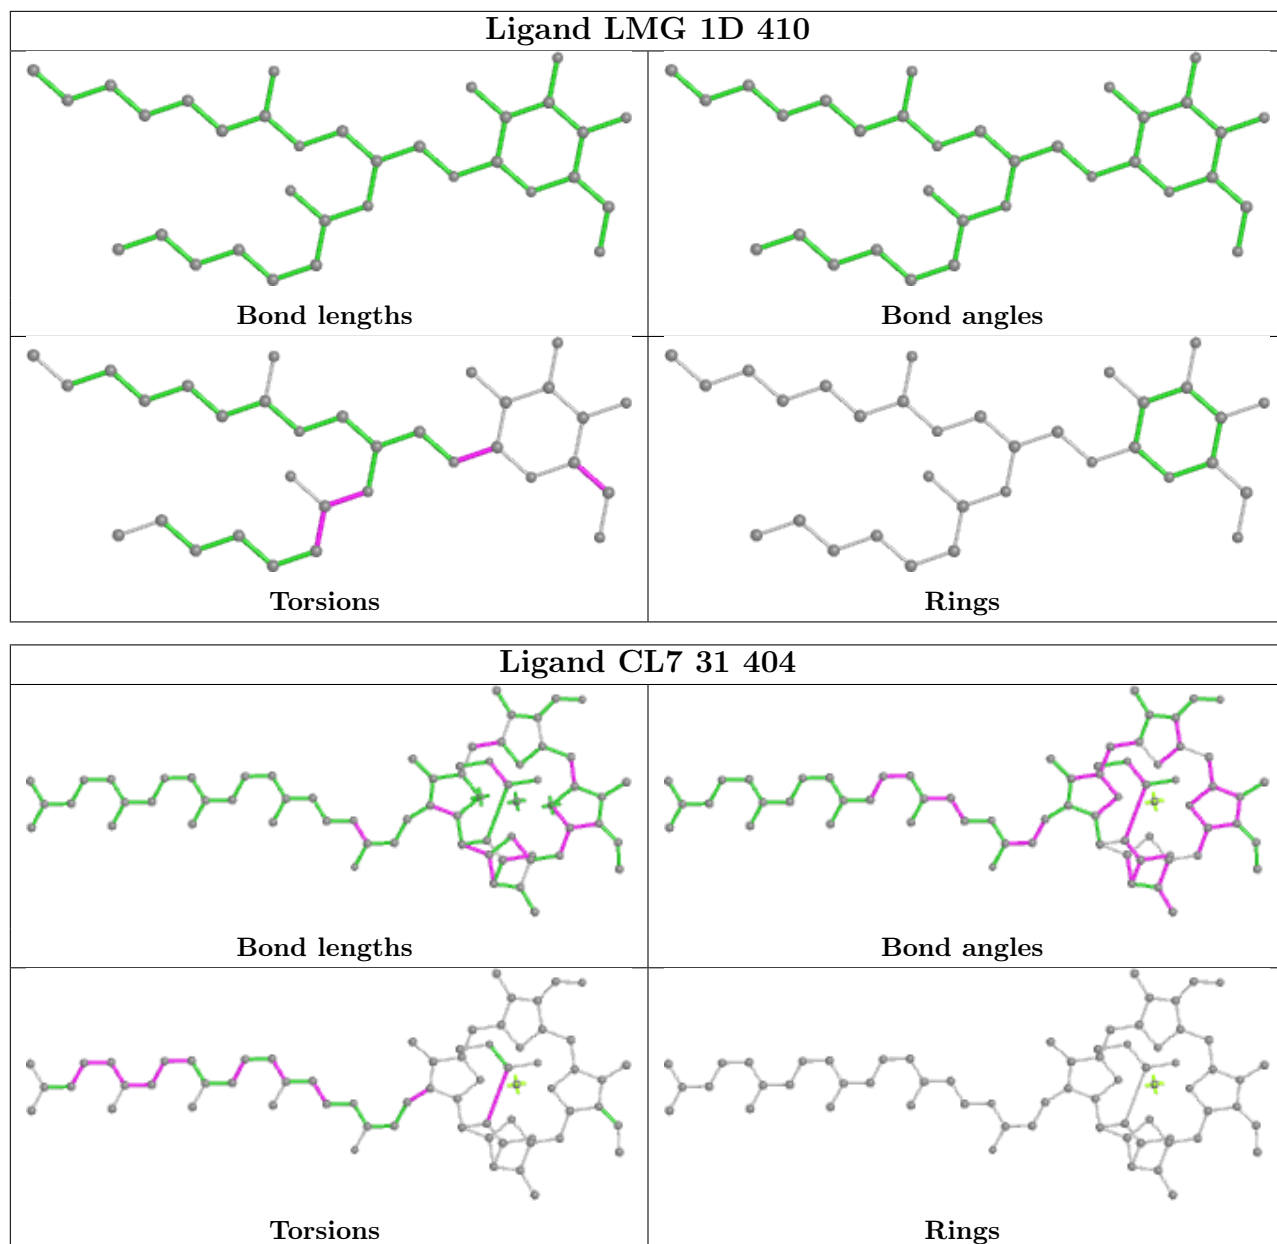 Ligand LMG 1D 410
Bond lengths
Bond angles
Torsions
Rings
Ligand CL7 31 404
Bond lengths
Bond angles
Torsions
Rings